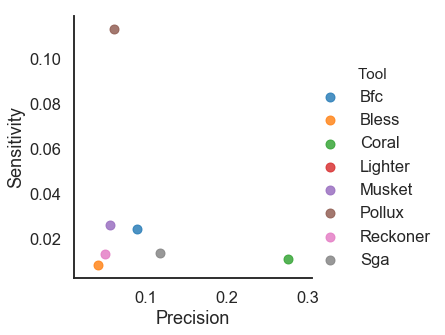 0.10
0.08
0.06
0.04
0.02
Sensitivity
0.1
0.2
0.3
Precision
Tool
Bfc
Bless
Coral
Lighter
Musket
Pollux
Reckoner
Sga